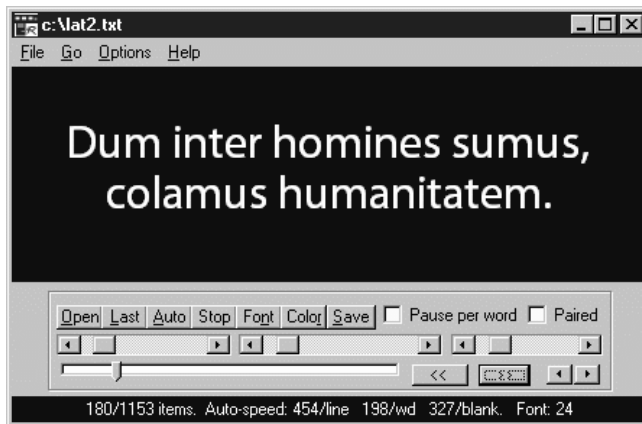 c:\lat2.txt
File Go Options Help
Dum inter homines sumus,
colamus humanitatem.
Open Last Auto Stop Font Color Save Pause per word Paired
<<
180/1153 items. Auto-speed: 454/line 198/wd 327/blank. Font: 24